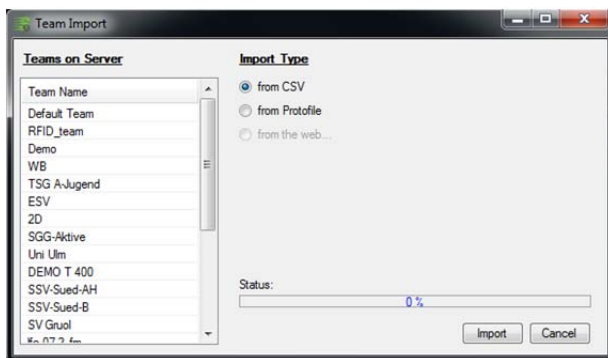 Team Import
Teams on Server
Team Name
Default Team
RFID_team
Demo
WB
TSG A-Jugend
ESV
2D
SGG-Aktive
Uni Ulm
DEMO T 400
SSV-Sued-AH
SSV-Sued-B
SV Gruol
Import Type
from CSV
from Protofile
from the web...
Status:
0 %
Import
Cancel